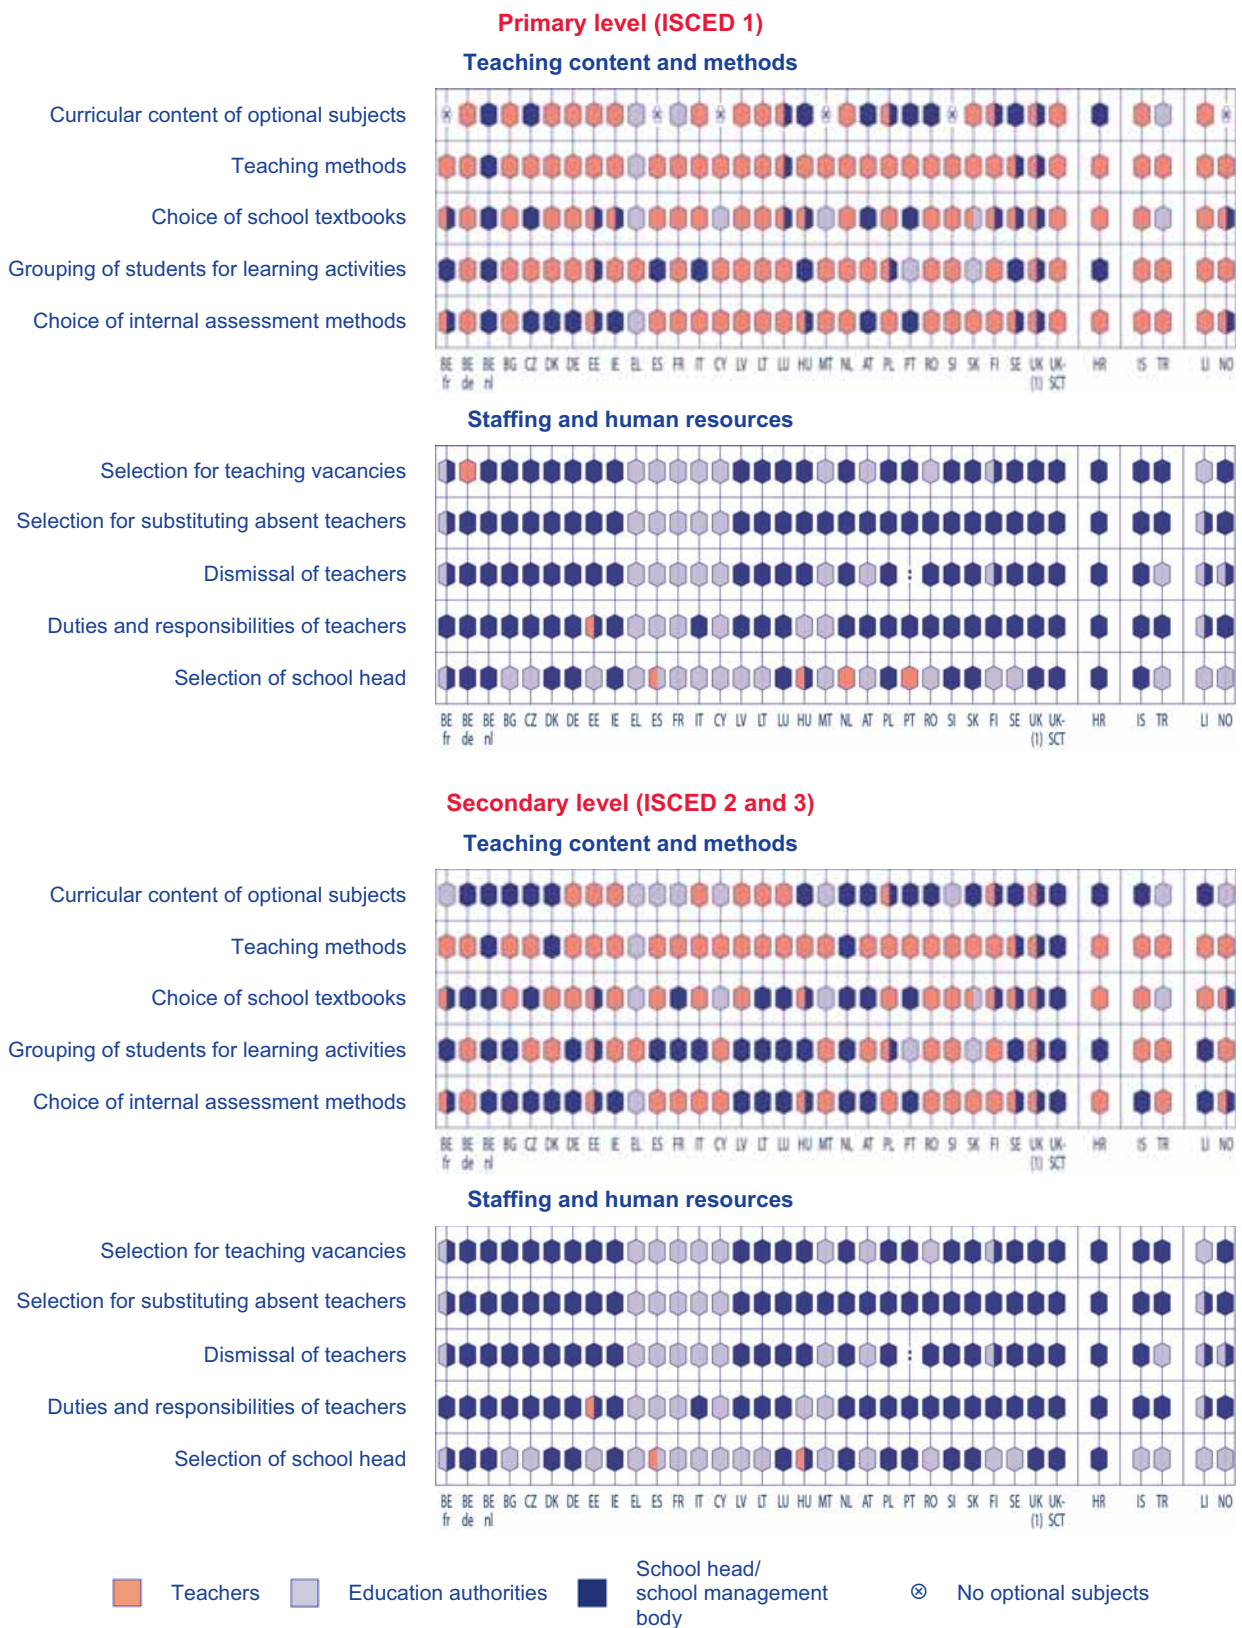 Primary level (ISCED 1)
Teaching content and methods
Curricular content of optional subjects
Teaching methods
Choice of school textbooks
Grouping of students for learning activities
Choice of internal assessment methods
BE BE BE BG CZ DK DE EE IE EL ES FR IT CY LV LT LU HU MT NL AT PL PT RO SI SK FI SE UK UK- HR IS TR LI NO
fr de nl (1) SCT
Staffing and human resources
Selection for teaching vacancies
Selection for substituting absent teachers
Dismissal of teachers
:
Duties and responsibilities of teachers
Selection of school head
BE BE BE BG CZ DK DE EE IE EL ES FR IT CY LV LT LU HU MT NL AT PL PT RO SI SK FI SE UK UK- HR IS TR LI NO
fr de nl (1) SCT
Secondary level (ISCED 2 and 3)
Teaching content and methods
Curricular content of optional subjects
Teaching methods
Choice of school textbooks
Grouping of students for learning activities
Choice of internal assessment methods
BE BE BE BG CZ DK DE EE IE EL ES FR IT CY LV LT LU HU MT NL AT PL PT RO SI SK FI SE UK UK- HR IS TR LI NO
fr de nl (1) SCT
Staffing and human resources
Selection for teaching vacancies
Selection for substituting absent teachers
Dismissal of teachers
:
Duties and responsibilities of teachers
Selection of school head
BE BE BE BG CZ DK DE EE IE EL ES FR IT CY LV LT LU HU MT NL AT PL PT RO SI SK FI SE UK UK- HR IS TR LI NO
fr de nl (1) SCT
Teachers
Education authorities
School head/
school management
body
⊗ No optional subjects